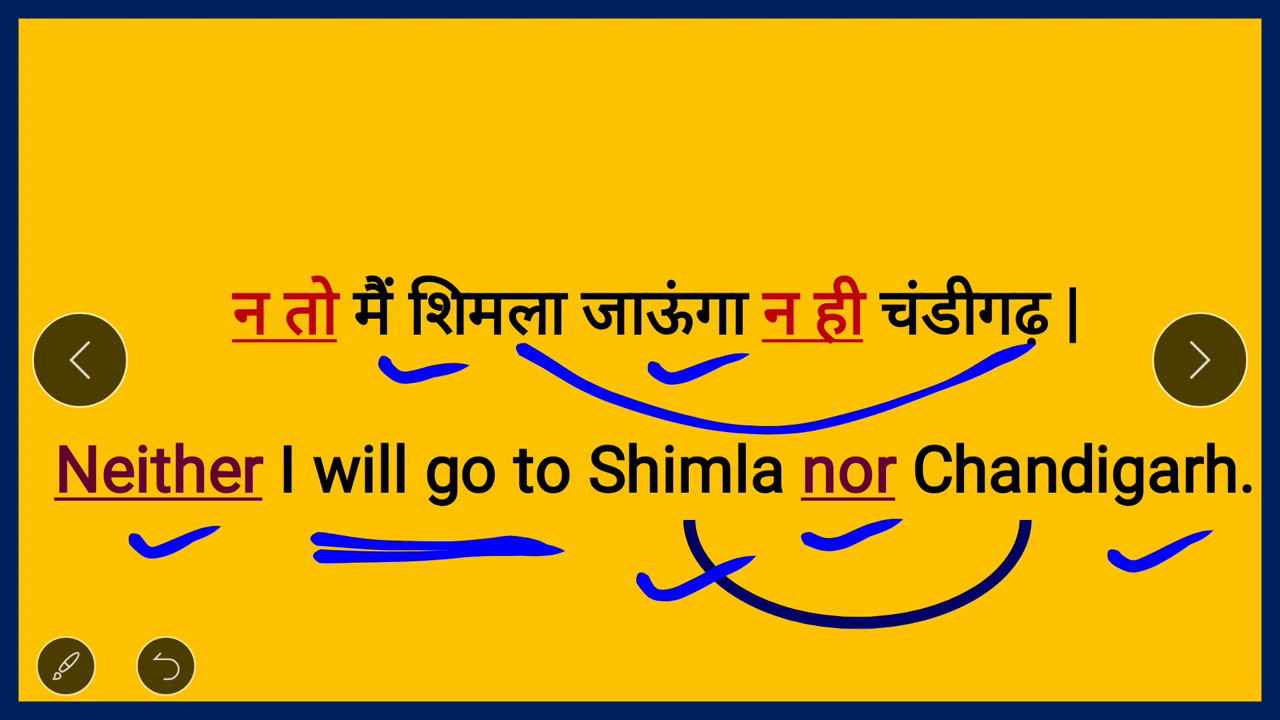 न तो मैं शिमला जाऊंगा न ही चंडीगढ़ |
Neither I will go to Shimla nor Chandigarh.